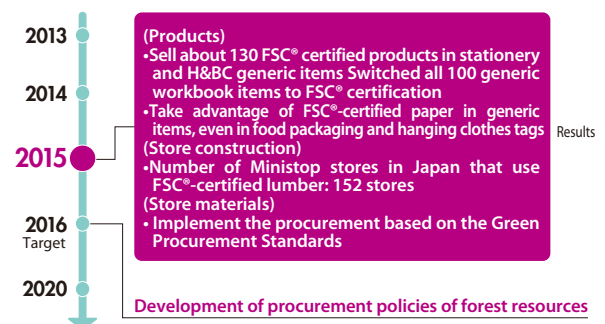 2013
2014
2015
2016
Target
2020
(Products)
•Sell about 130 FSC® certified products in stationery
and H&BC generic items Switched all 100 generic
workbook items to FSC® certification
•Take advantage of FSC®-certified paper in generic
items, even in food packaging and hanging clothes tags
(Store construction)
•Number of Ministop stores in Japan that use
FSC®-certified lumber: 152 stores
(Store materials)
• Implement the procurement based on the Green
Procurement Standards
Results
Development of procurement policies of forest resources